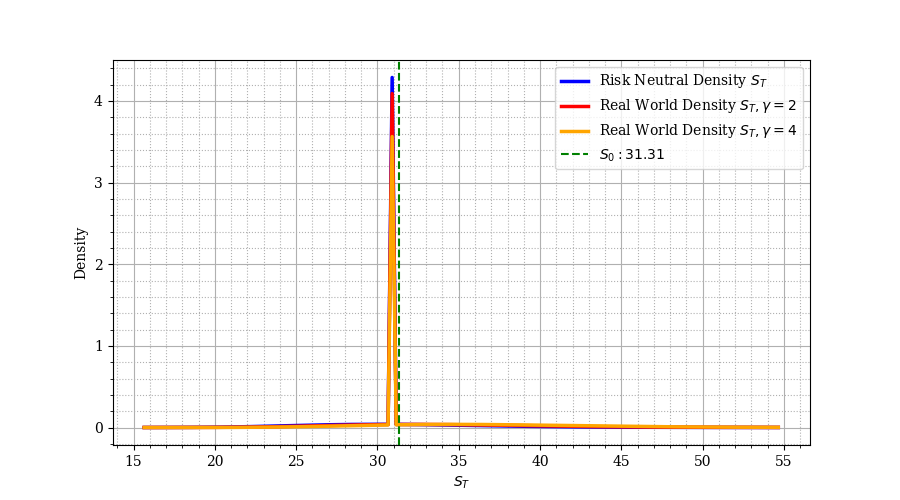 Risk Neutral Density S_T
Real World Density S_T, γ = 2
Real World Density S_T, γ = 4
S_0 : 31.31
Density
4
3
2
1
0
15 20 25 30 35 40 45 50 55
S_T